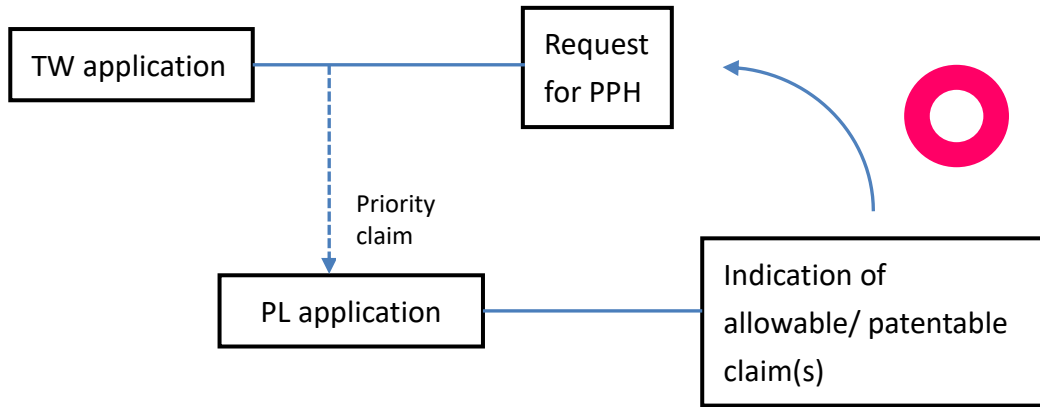 TW application
Request
for PPH
Priority
claim
PL application
Indication of
allowable/ patentable
claim(s)